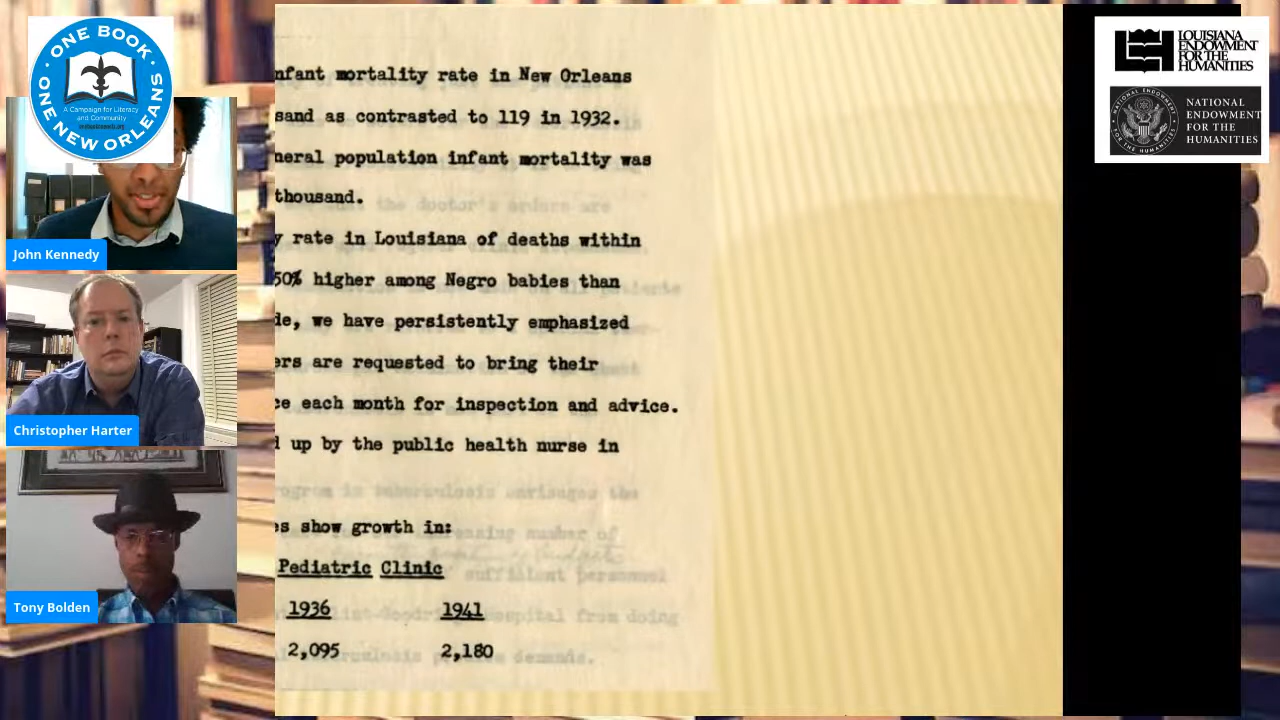 ONE BOOK
ONE NEW ORLEANS
A Campaign for Literacy
and Community
John Kennedy
Christopher Harter
Tony Bolden
nfant mortality rate in New Orleans
sand as contrasted to 119 in 1932.
neral population infant mortality was
thousand.
y rate in Louisiana of deaths within
50% higher among Negro babies than
de, we have persistently emphasized
ers are requested to bring their
ce each month for inspection and advice.
d up by the public health nurse in
es show growth in:
Pediatric Clinic
1936 1941
2,095 2,180
LOUISIANA
ENDOWMENT
FOR THE
HUMANITIES
NATIONAL
ENDOWMENT
FOR THE
HUMANITIES